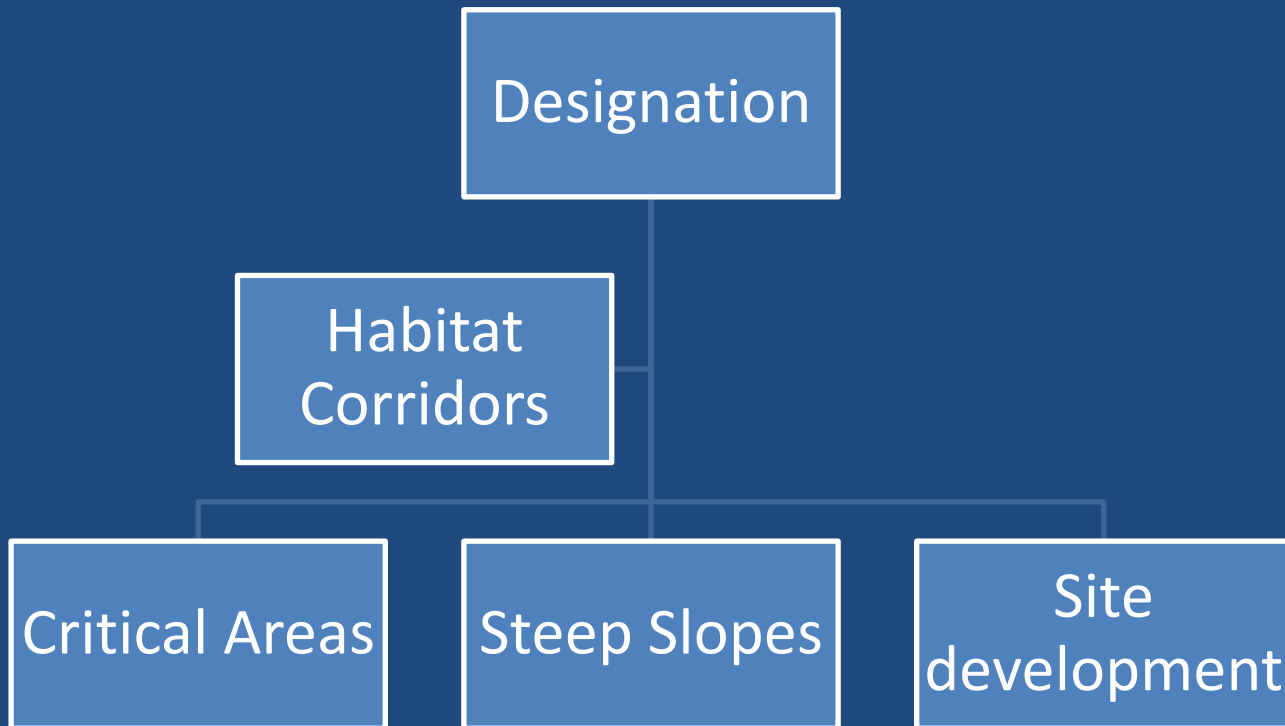 Designation
Habitat
Corridors
Critical Areas
Steep Slopes
Site
development